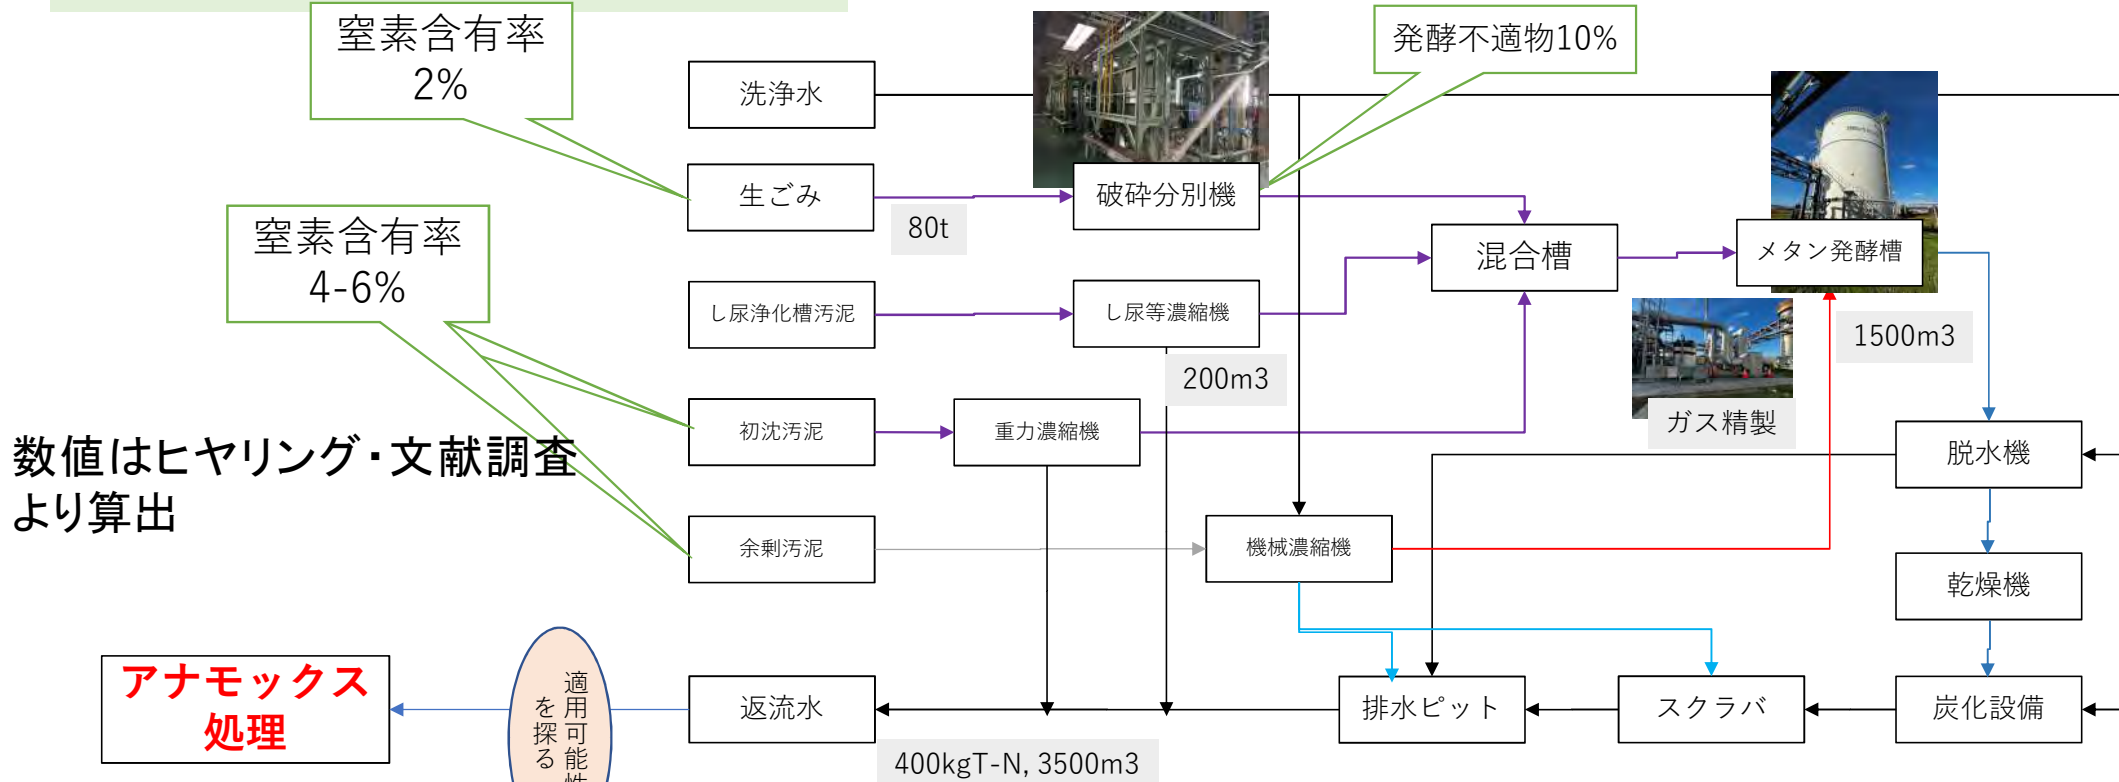 窒素含有率
2%
発酵不適物10%
洗浄水
生ごみ
80t
破砕分別機
窒素含有率
4-6%
混合槽
メタン発酵槽
し尿浄化槽汚泥
し尿等濃縮機
200m3
1500m3
ガス精製
初沈汚泥
重力濃縮機
脱水機
数値はヒヤリング・文献調査
より算出
余剰汚泥
機械濃縮機
乾燥機
アナモックス
処理
適用可能性
を探る
返流水
排水ピット
スクラバ
炭化設備
400kgT-N, 3500m3